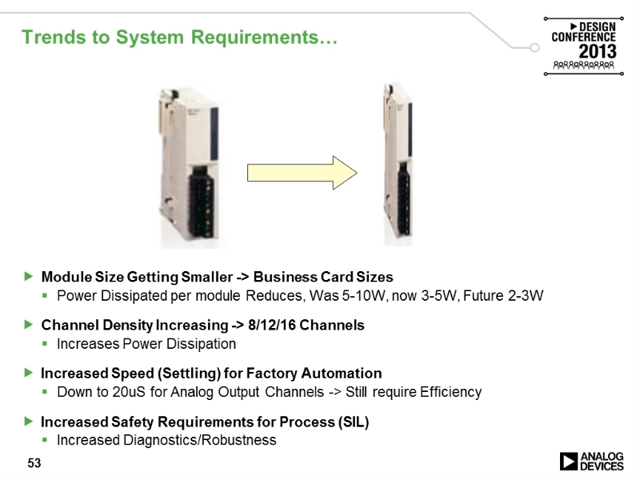 Trends to System Requirements…
DESIGN
CONFERENCE
2013
Module Size Getting Smaller -> Business Card Sizes
Power Dissipated per module Reduces, Was 5-10W, now 3-5W, Future 2-3W
Channel Density Increasing -> 8/12/16 Channels
Increases Power Dissipation
Increased Speed (Settling) for Factory Automation
Down to 20uS for Analog Output Channels -> Still require Efficiency
Increased Safety Requirements for Process (SIL)
Increased Diagnostics/Robustness
53
ANALOG
DEVICES